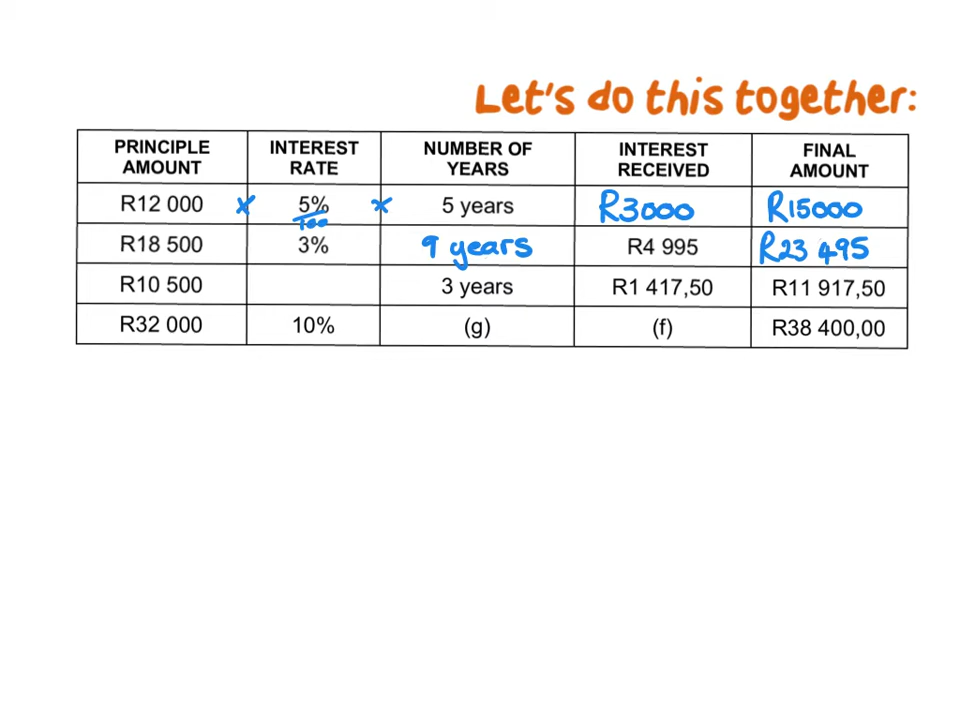 Let's do this together:
PRINCIPLE AMOUNT INTEREST RATE NUMBER OF YEARS INTEREST RECEIVED FINAL AMOUNT
R12 000 x 5%/100 x 5 years R3000 R15000
R18 500 3% 9 years R4 995 R23 495
R10 500 3 years R1 417,50 R11 917,50
R32 000 10% (g) (f) R38 400,00